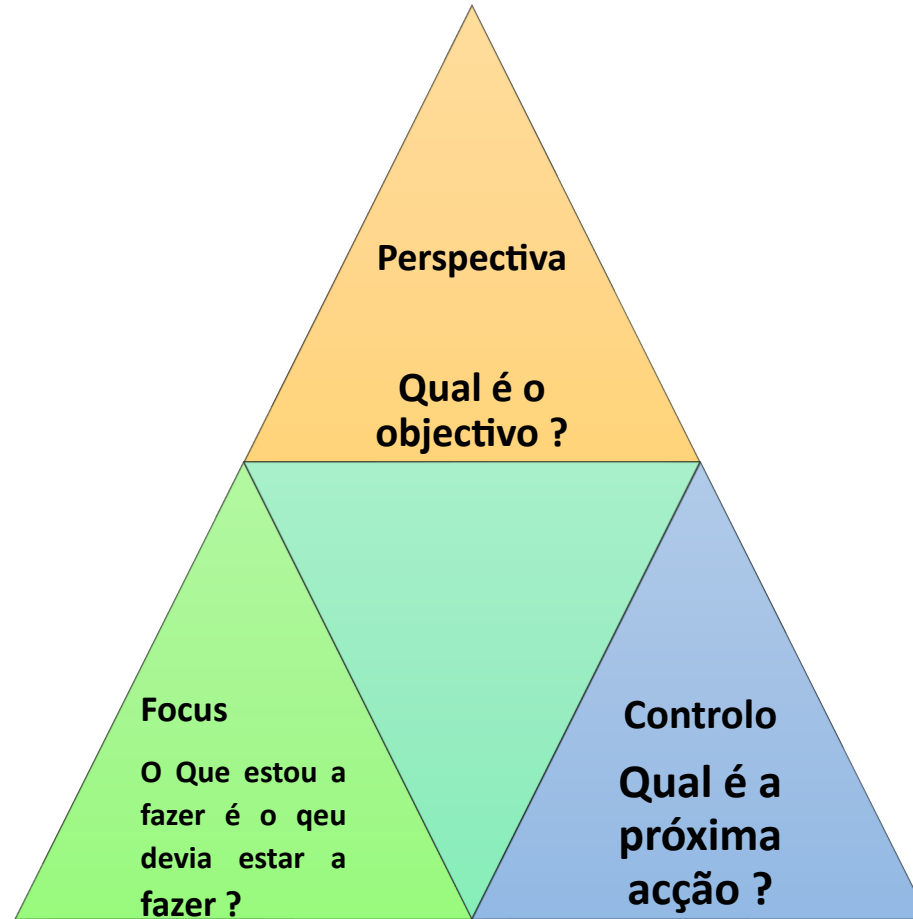 Perspectiva
Qual é o
objectivo ?
Focus
O Que estou a
fazer é o qeu
devia estar a
fazer ?
Controlo
Qual é a
próxima
acção ?